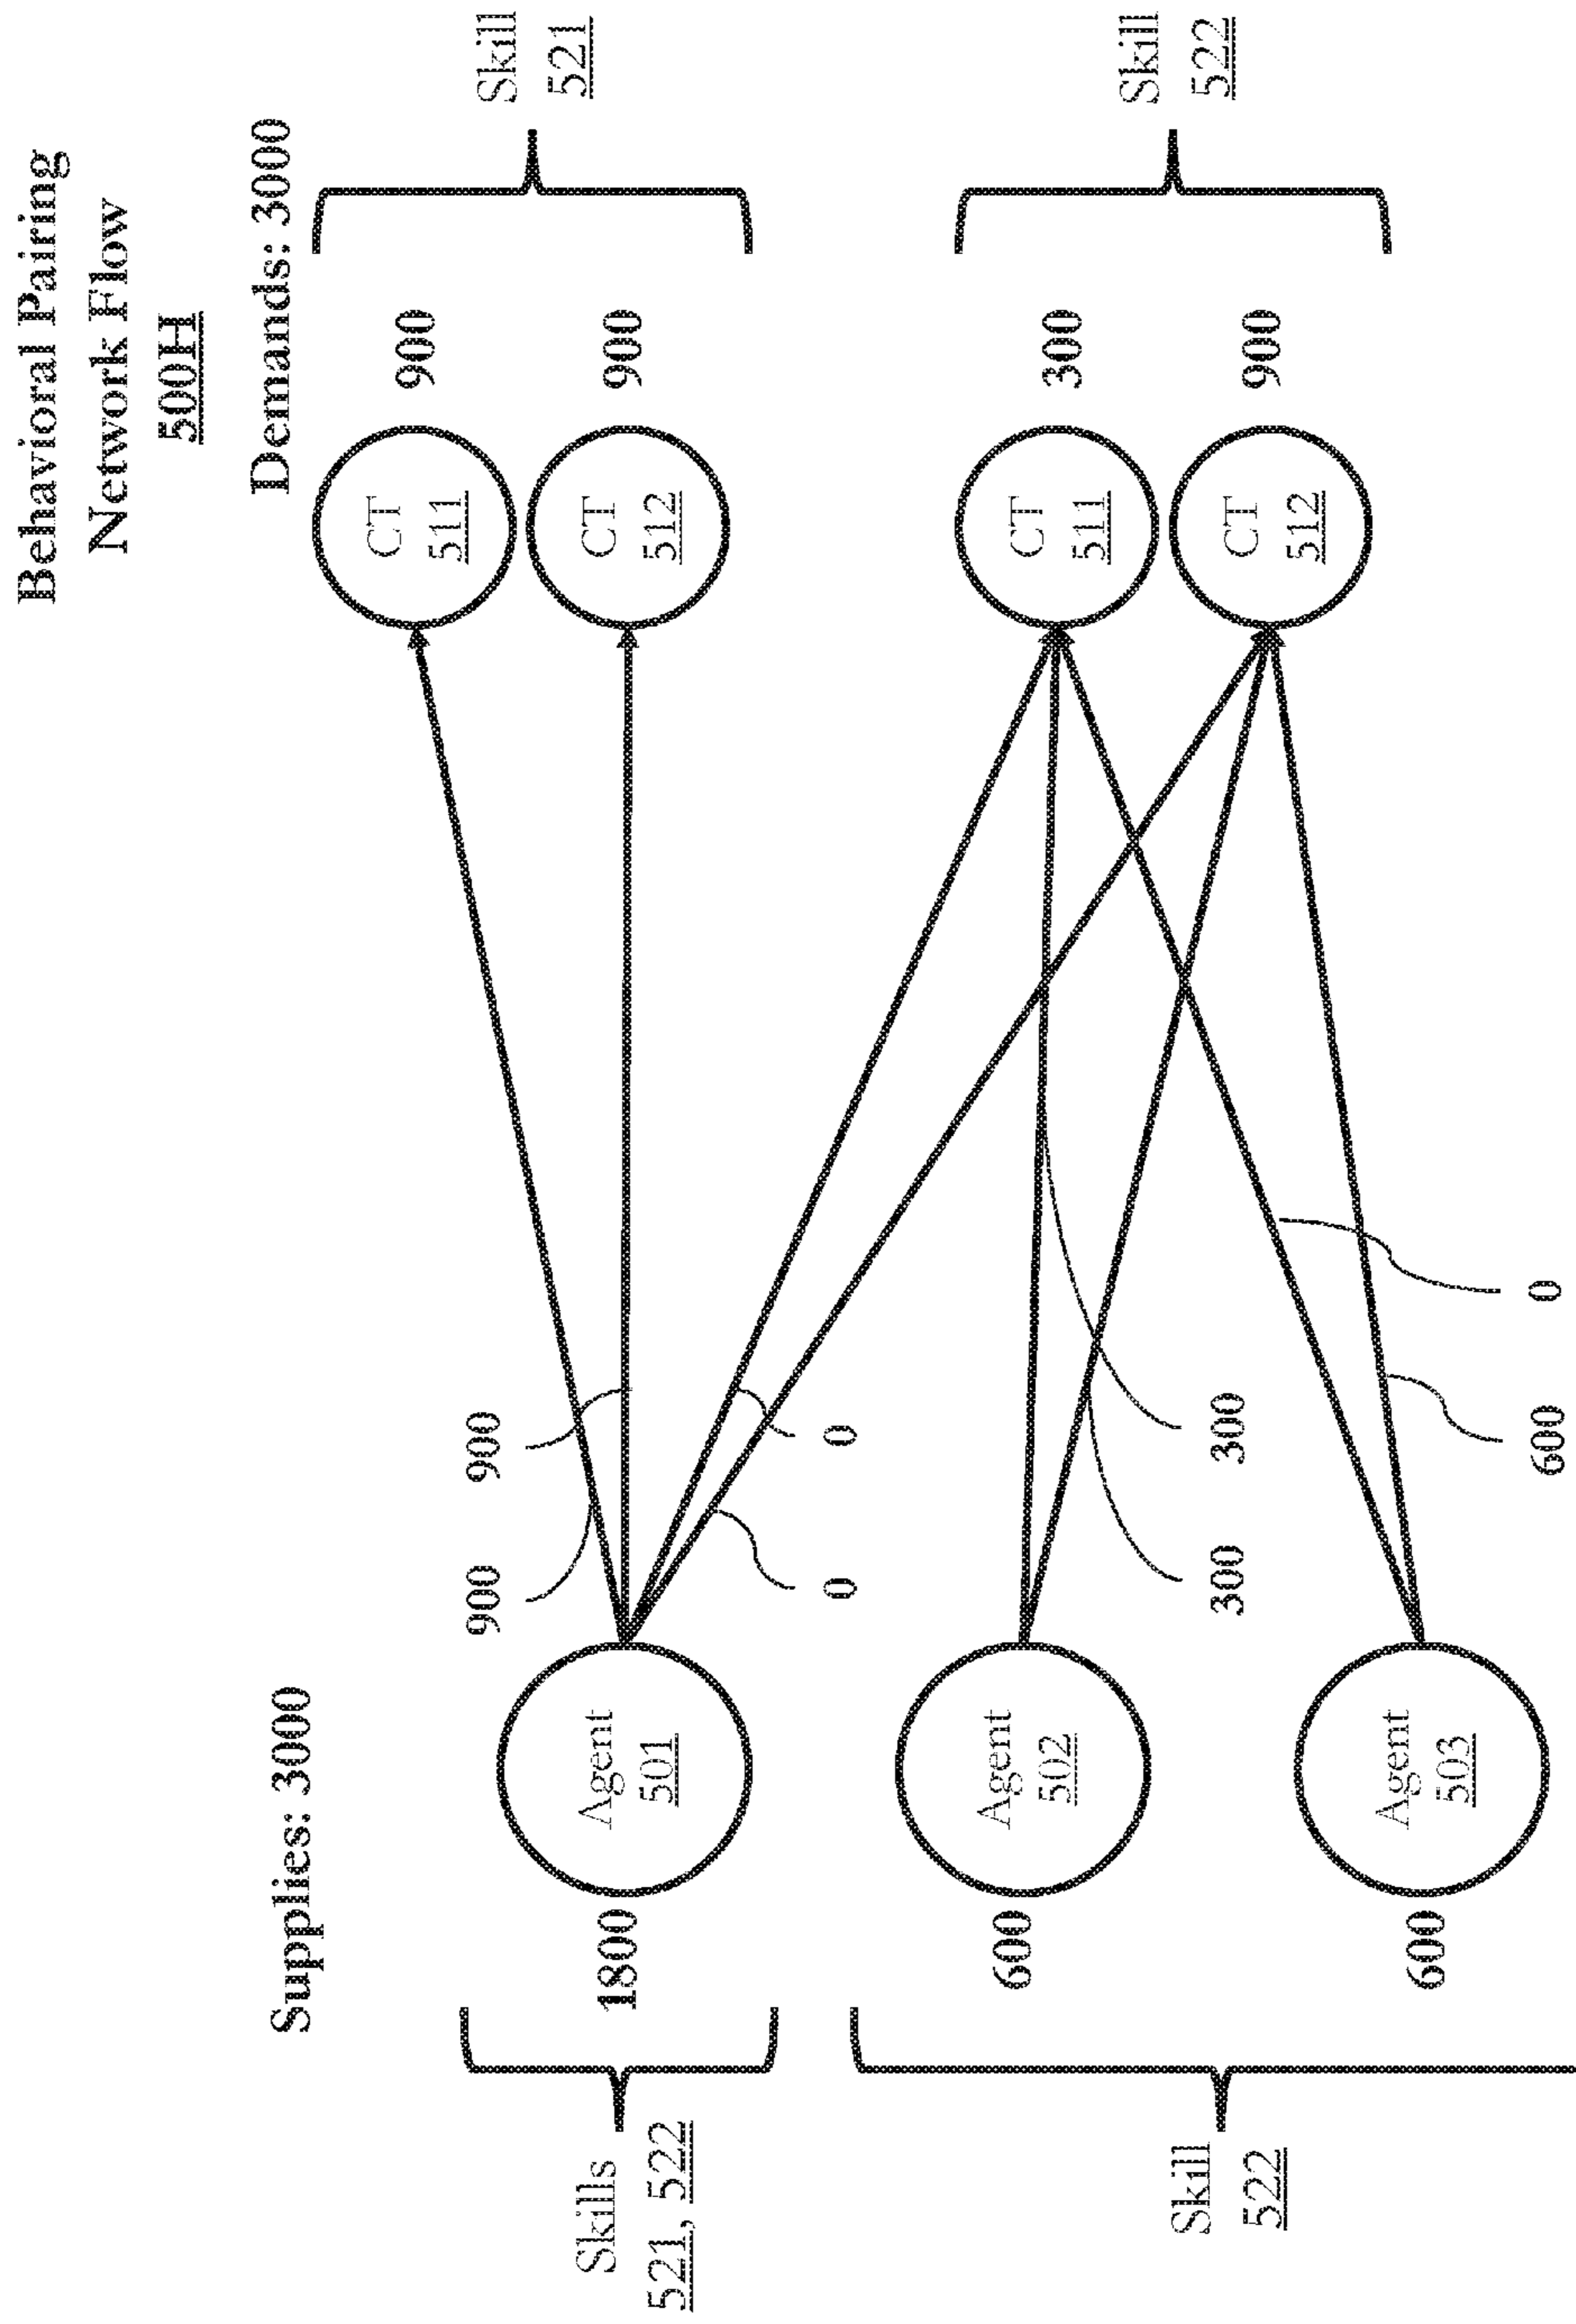 Behavioral Pairing
Network Flow
500H
Supplies: 3000
Demands: 3000
Skills
521, 522
1800
Agent
501
900
900
0
0
CT
511
900
CT
512
900
Skill
521
Skill
522
600
Agent
502
300
300
600
Agent
503
600
0
CT
511
300
CT
512
900
Skill
522